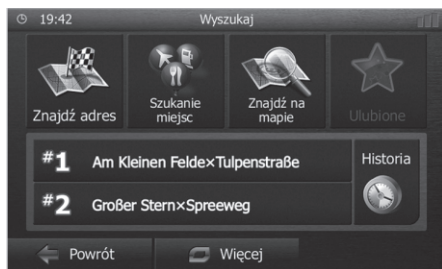 19:42 Wyszukaj
Znajdź adres
Szukanie miejsc
Znajdź na mapie
Ulubione
#1 Am Kleinen Felde×Tulpenstraße
#2 Großer Stern×Spreeweg
Historia
Powrót
Więcej